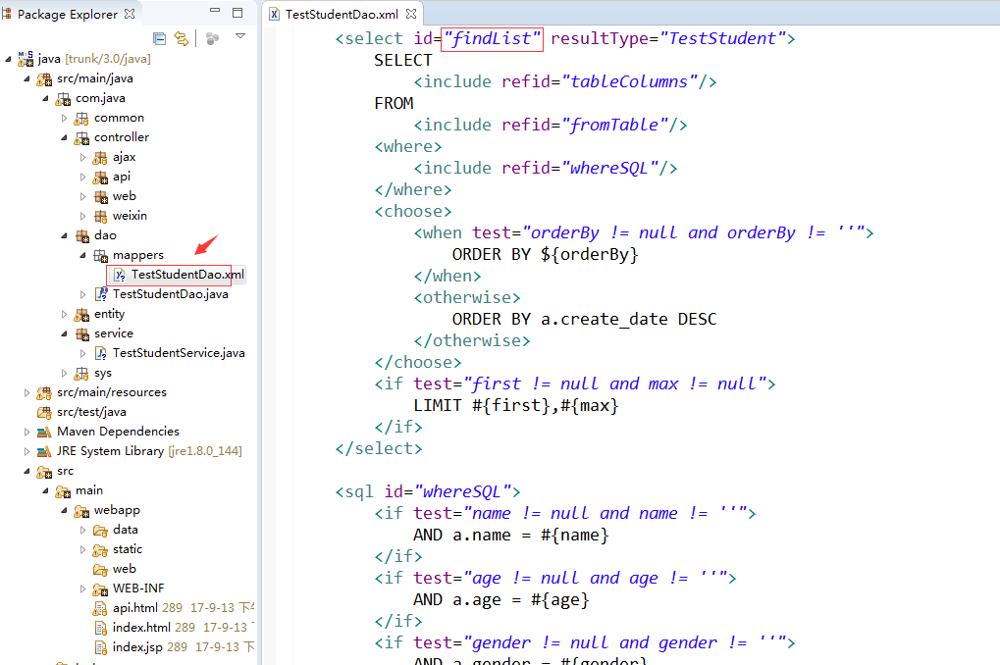 Package Explorer
java [trunk/3.0/java]
src/main/java
com.java
common
controller
ajax
api
web
weixin
dao
mappers
TestStudentDao.xml
TestStudentDao.java
entity
service
TestStudentService.java
sys
src/main/resources
src/test/java
Maven Dependencies
JRE System Library [jre1.8.0_144]
src
main
webapp
data
static
web
WEB-INF
api.html 289 17-9-13 下
index.html 289 17-9-13
index.jsp 289 17-9-13 下
TestStudentDao.xml
<select id="findList" resultType="TestStudent">
SELECT
<include refid="tableColumns"/>
FROM
<include refid="fromTable"/>
<where>
<include refid="whereSQL"/>
</where>
<choose>
<when test="orderBy != null and orderBy != ''">
ORDER BY ${orderBy}
</when>
<otherwise>
ORDER BY a.create_date DESC
</otherwise>
</choose>
<if test="first != null and max != null">
LIMIT #{first},#{max}
</if>
</select>
<sql id="whereSQL">
<if test="name != null and name != ''">
AND a.name = #{name}
</if>
<if test="age != null and age != ''">
AND a.age = #{age}
</if>
<if test="gender != null and gender != ''">
AND a.gender = #{gender}